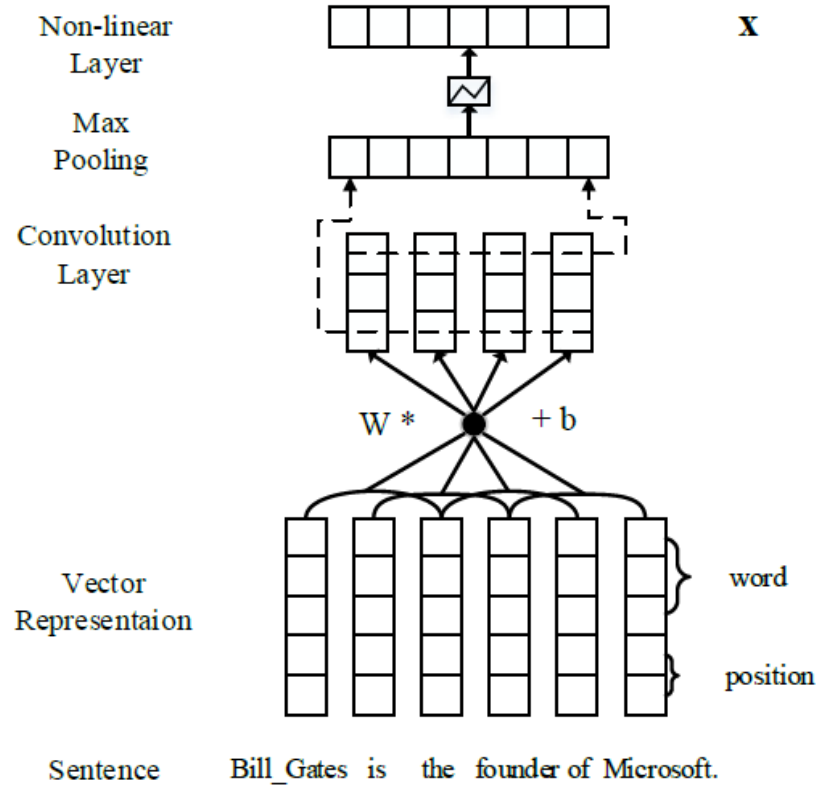 Non-linear
Layer
x
Max
Pooling
Convolution
Layer
W *
+ b
Vector
Representaion
word
position
Sentence
Bill_Gates is the founder of Microsoft.